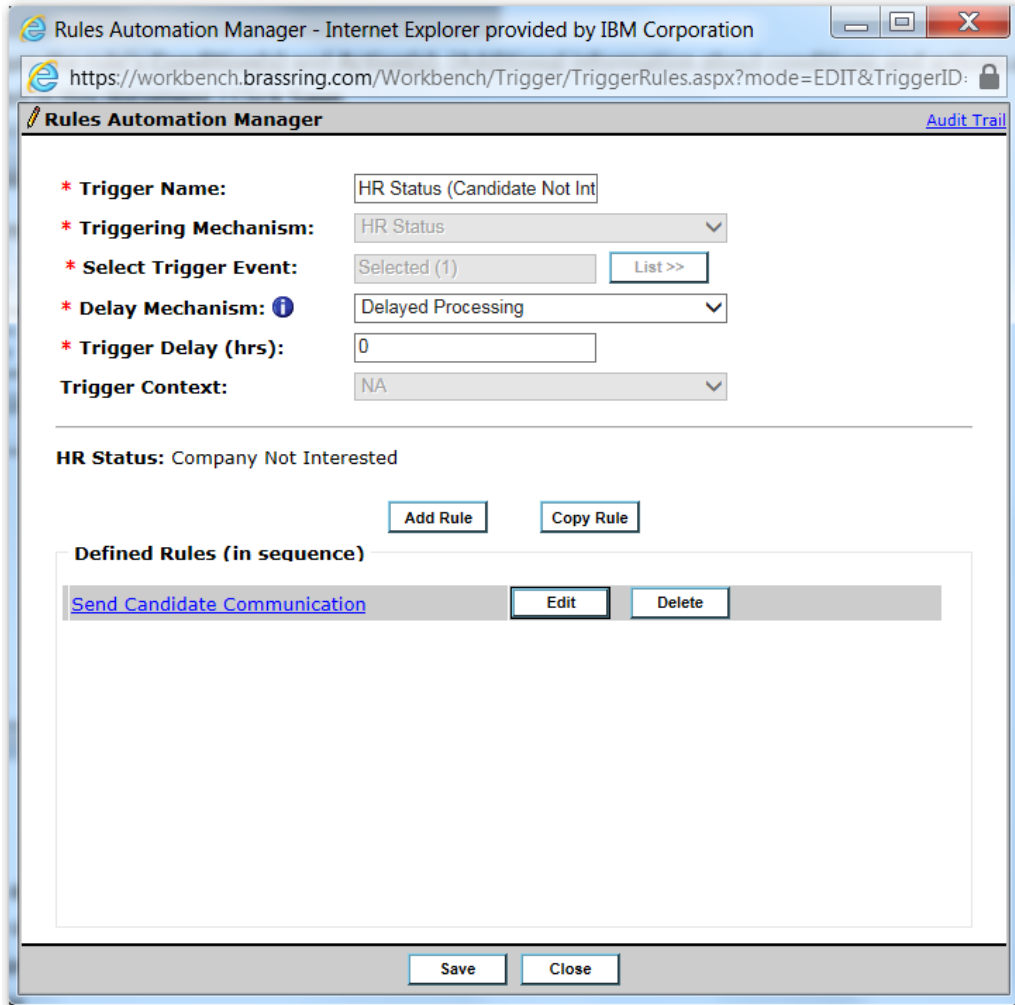 Rules Automation Manager - Internet Explorer provided by IBM Corporation
https://workbench.brassring.com/Workbench/Trigger/TriggerRules.aspx?mode=EDIT&TriggerID:
Rules Automation Manager Audit Trail
* Trigger Name: HR Status (Candidate Not Int
* Triggering Mechanism: HR Status
* Select Trigger Event: Selected (1) List >>
* Delay Mechanism: i Delayed Processing
* Trigger Delay (hrs): 0
Trigger Context: NA
HR Status: Company Not Interested
Add Rule Copy Rule
Defined Rules (in sequence)
Send Candidate Communication Edit Delete
Save Close